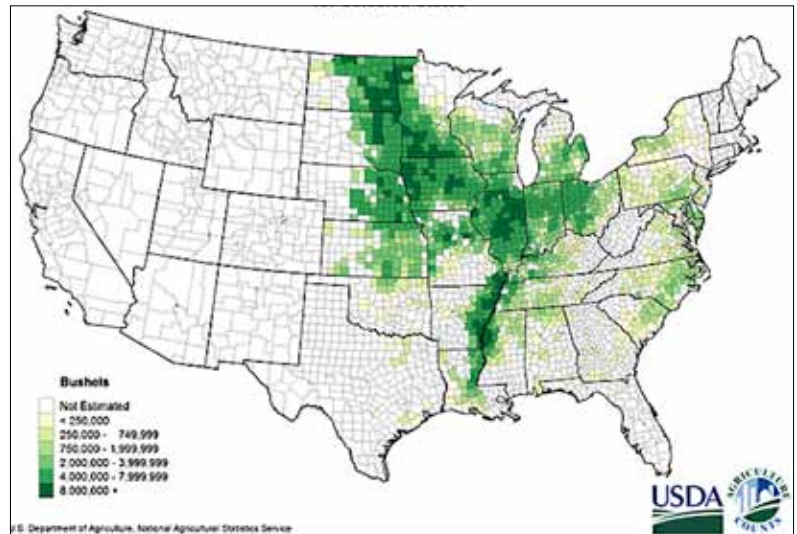 Bushels
Not Estimated
< 250,000
250,000 - 749,999
750,000 - 1,999,999
2,000,000 - 3,999,999
4,000,000 - 7,999,999
8,000,000 +
U.S. Department of Agriculture, National Agricultural Statistics Service
USDA
AGRICULTURE
COUNTS